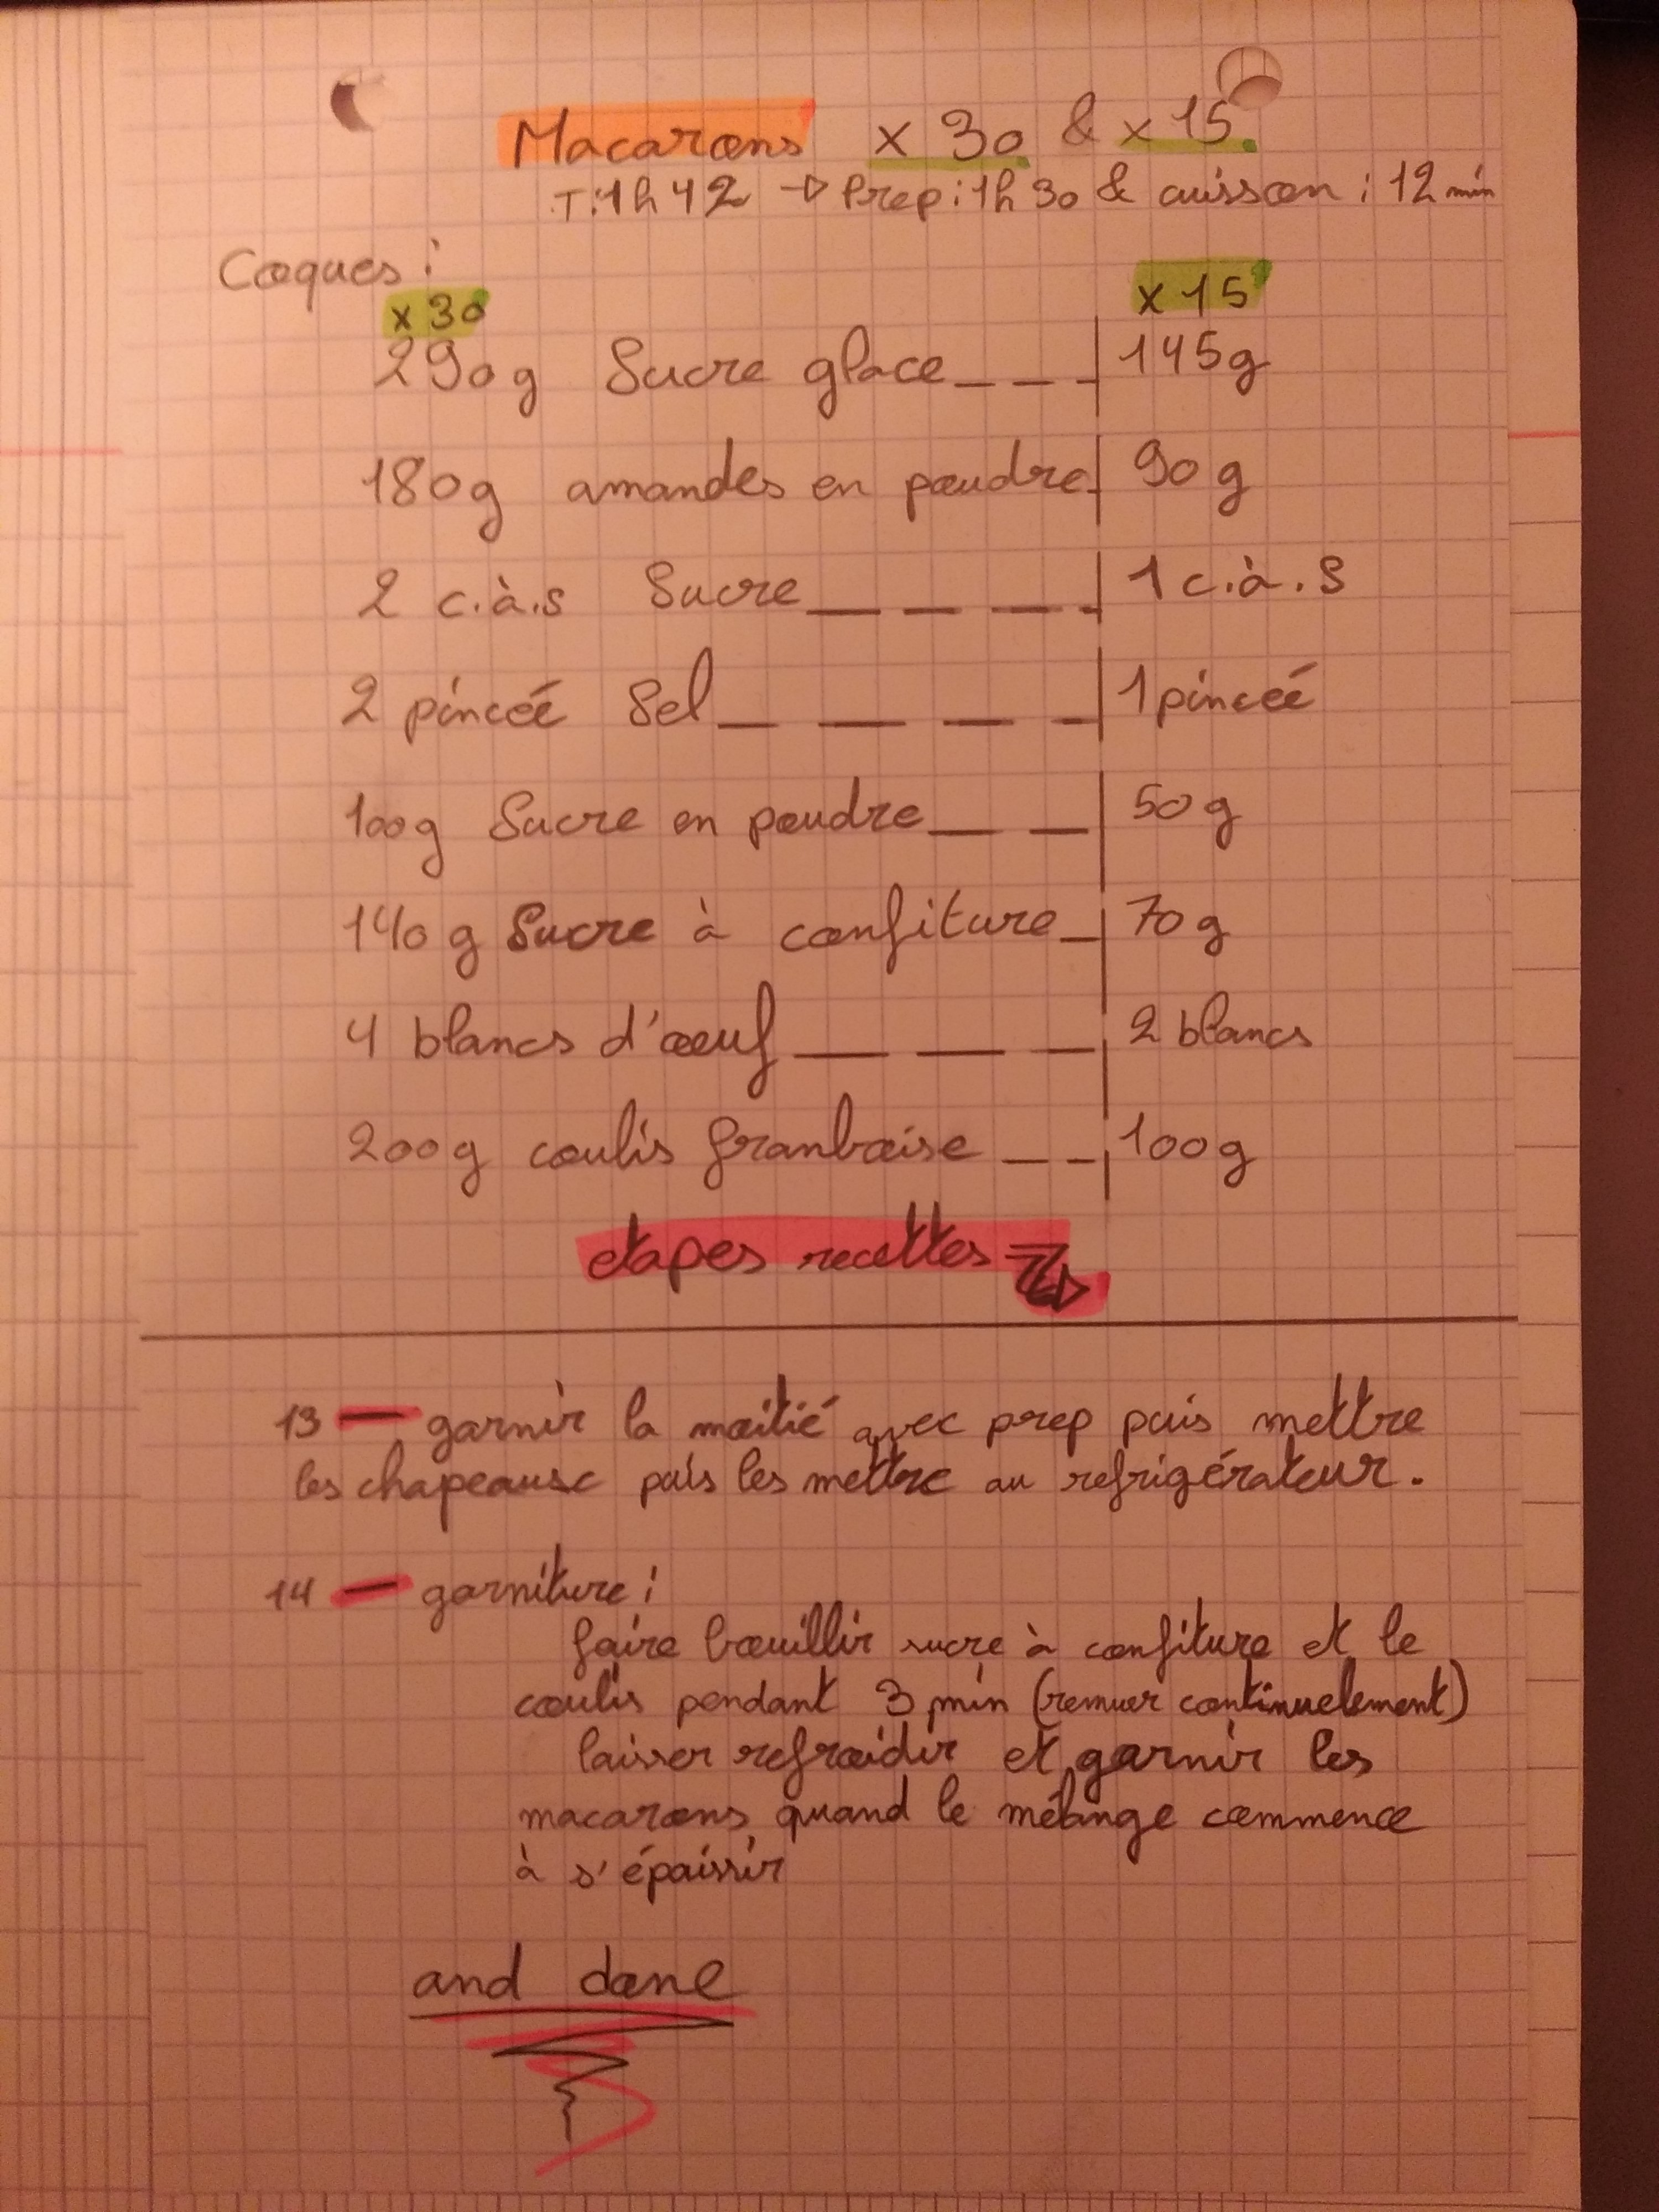 Macarons x 30 & x 15
T:1h42 → Prep:1h30 & cuisson : 12 min
Coques :
x 30 x 15
290g Sucre glace _ _ _ | 145g
180g amandes en poudre | 90g
2 c.à.s Sucre _ _ _ _ | 1 c.à.s
2 pinceé Sel _ _ _ _ | 1 pinceé
100g Sucre en poudre _ _ | 50g
140g Sucre à confiture _ | 70g
4 blancs d'oeuf _ _ _ | 2 blancs
200g coulis franboise _ _ | 100g
etapes recettes
13 — garnir la moitié avec prep puis mettre
les chapeaux puis les mettre au refrigérateur.
14 — garniture :
faire bouillir sucre à confiture et le
coulis pendant 3 min (remuer continuelement)
laisser refroidir et garnir les
macarons quand le mélange commence
à s'épaissir
and done